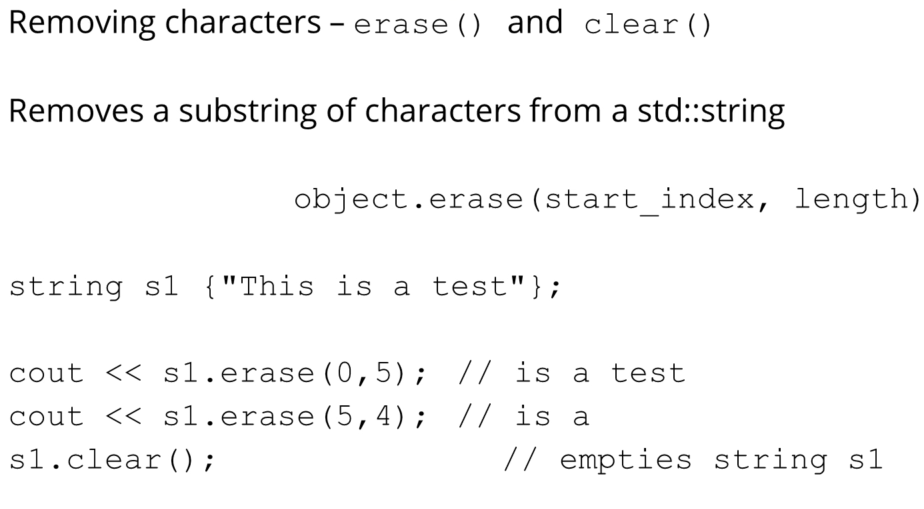 Removing characters – erase() and clear()
Removes a substring of characters from a std::string
object.erase(start_index, length)
string s1 {"This is a test"};
cout << s1.erase(0,5); // is a test
cout << s1.erase(5,4); // is a
s1.clear(); // empties string s1